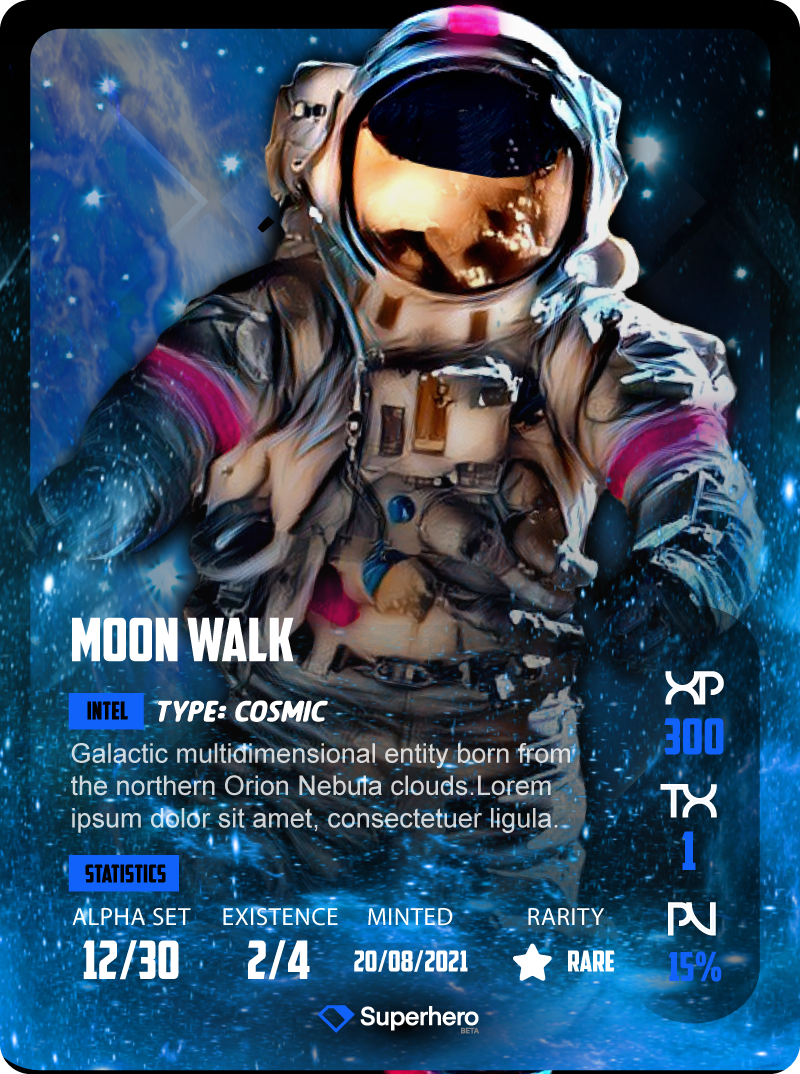 MOON WALK
INTEL TYPE: COSMIC
Galactic multidimensional entity born from
the northern Orion Nebula clouds.Lorem
ipsum dolor sit amet, consectetuer ligula.
STATISTICS
ALPHA SET EXISTENCE MINTED RARITY
12/30 2/4 20/08/2021 RARE
XP
300
TX
1
PV
15%
Superhero
BETA